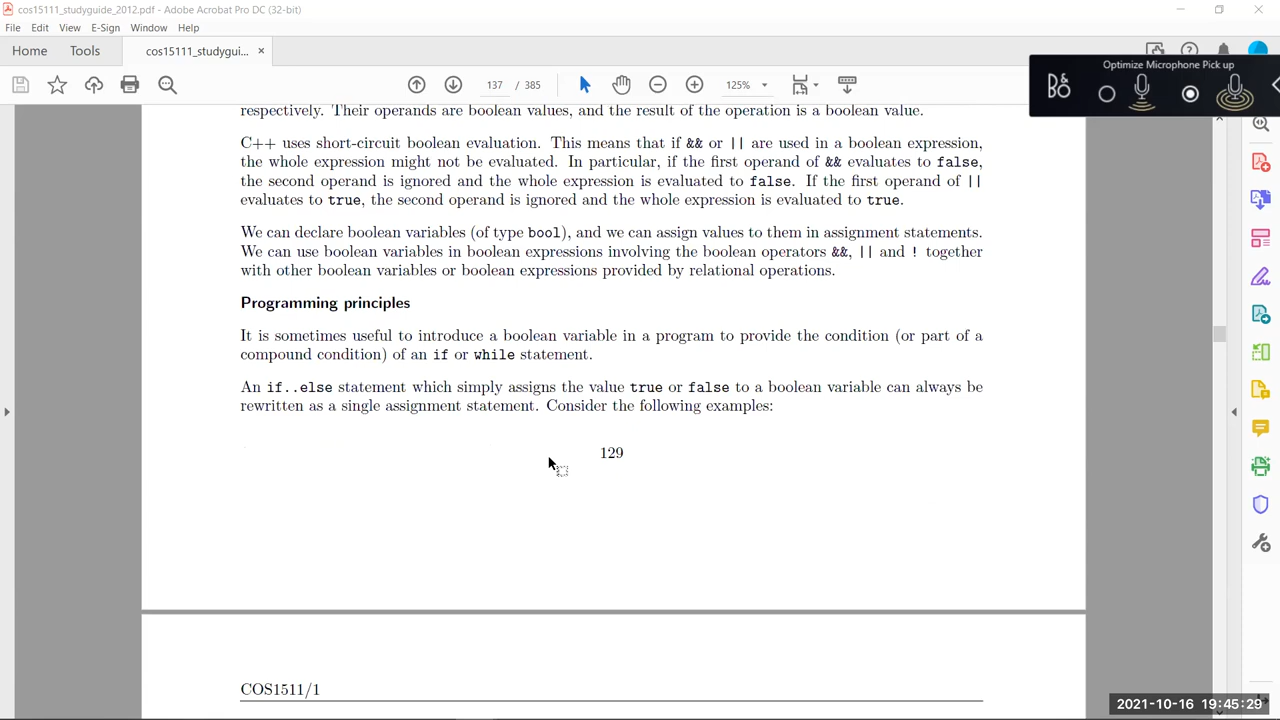 cos15111_studyguide_2012.pdf - Adobe Acrobat Pro DC (32-bit)
File Edit View E-Sign Window Help
Home Tools cos15111_studygui... ×
137 / 385 125%
Optimize Microphone Pick up
B&O
respectively. Their operands are boolean values, and the result of the operation is a boolean value.
C++ uses short-circuit boolean evaluation. This means that if && or || are used in a boolean expression,
the whole expression might not be evaluated. In particular, if the first operand of && evaluates to false,
the second operand is ignored and the whole expression is evaluated to false. If the first operand of ||
evaluates to true, the second operand is ignored and the whole expression is evaluated to true.
We can declare boolean variables (of type bool), and we can assign values to them in assignment statements.
We can use boolean variables in boolean expressions involving the boolean operators &&, || and ! together
with other boolean variables or boolean expressions provided by relational operations.
Programming principles
It is sometimes useful to introduce a boolean variable in a program to provide the condition (or part of a
compound condition) of an if or while statement.
An if..else statement which simply assigns the value true or false to a boolean variable can always be
rewritten as a single assignment statement. Consider the following examples:
129
COS1511/1
2021-10-16 19:45:29